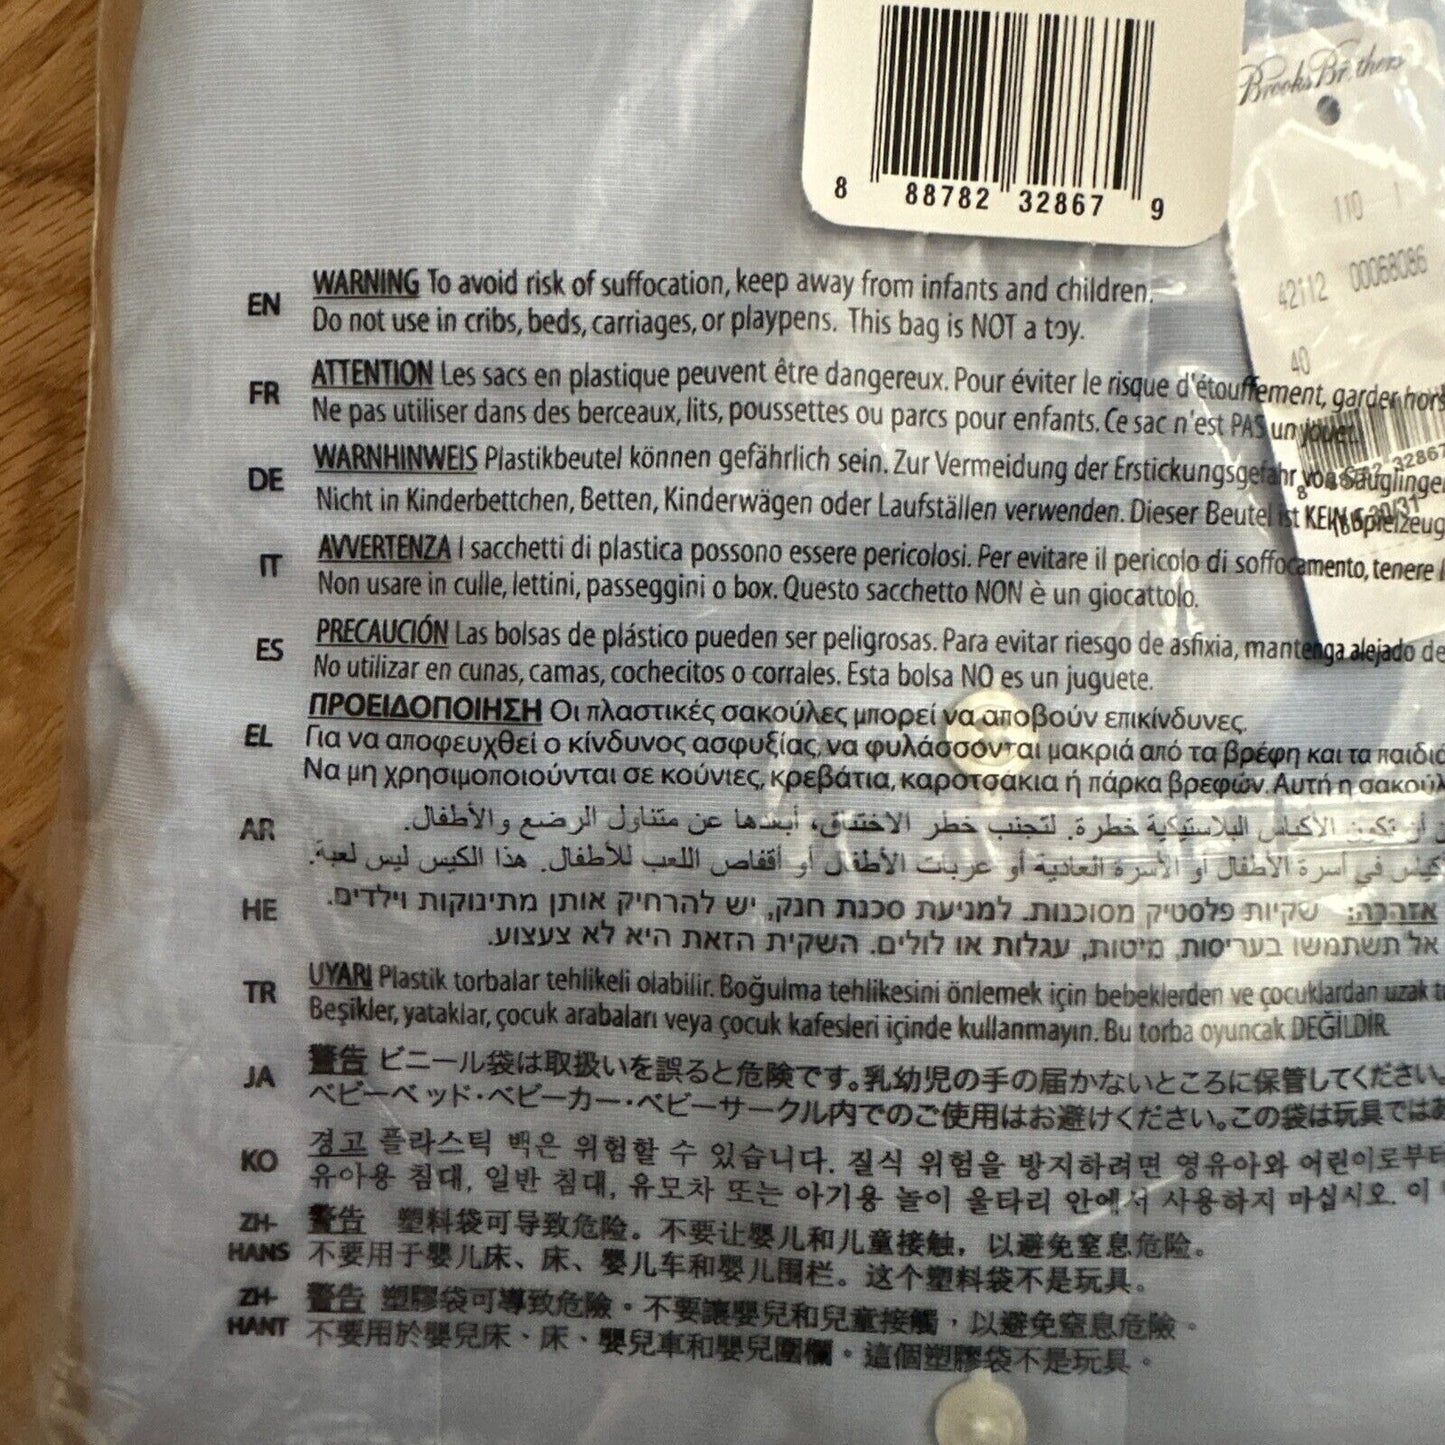 8 88782 32867 9
Brooks Brothers
110 1
42112 00068086
40
EN
WARNING To avoid risk of suffocation, keep away from infants and children.
Do not use in cribs, beds, carriages, or playpens. This bag is NOT a toy.
FR
ATTENTION Les sacs en plastique peuvent être dangereux. Pour éviter le risque d'étouffement, garder hors
Ne pas utiliser dans des berceaux, lits, poussettes ou parcs pour enfants. Ce sac n'est PAS un jouet.
DE
WARNHINWEIS Plastikbeutel können gefährlich sein. Zur Vermeidung der Erstickungsgefahr von Säuglingen
Nicht in Kinderbettchen, Betten, Kinderwägen oder Laufställen verwenden. Dieser Beutel ist KEIN Spielzeug
IT
AVVERTENZA I sacchetti di plastica possono essere pericolosi. Per evitare il pericolo di soffocamento, tenere
Non usare in culle, lettini, passeggini o box. Questo sacchetto NON è un giocattolo.
ES
PRECAUCIÓN Las bolsas de plástico pueden ser peligrosas. Para evitar riesgo de asfixia, mantenga alejado de
No utilizar en cunas, camas, cochecitos o corrales. Esta bolsa NO es un juguete.
EL
ΠΡΟΕΙΔΟΠΟΙΗΣΗ Οι πλαστικές σακούλες μπορεί να αποβούν επικίνδυνες.
Για να αποφευχθεί ο κίνδυνος ασφυξίας, να φυλάσσονται μακριά από τα βρέφη και τα παιδιά
Να μη χρησιμοποιούνται σε κούνιες, κρεβάτια, καροτσάκια ή πάρκα βρεφών. Αυτή η σακούλ
AR
أن تكون الأكياس البلاستيكية خطرة. لتجنب خطر الاختناق، أبعدها عن متناول الرضع والأطفال.
في أسرة الأطفال أو الأسرة العادية أو عربات الأطفال أو أقفاص اللعب للأطفال. هذا الكيس ليس لعبة.
HE
אזהרה: שקיות פלסטיק מסוכנות. למניעת סכנת חנק, יש להרחיק אותן מתינוקות וילדים.
אל תשתמשו בעריסות, מיטות, עגלות או לולים. השקית הזאת היא לא צעצוע.
TR
UYARI Plastik torbalar tehlikeli olabilir. Boğulma tehlikesini önlemek için bebeklerden ve çocuklardan uzak
Beşikler, yataklar, çocuk arabaları veya çocuk kafesleri içinde kullanmayın. Bu torba oyuncak DEĞİLDİR.
JA
警告 ビニール袋は取扱いを誤ると危険です。乳幼児の手の届かないところに保管してください。
ベビーベッド・ベビーカー・ベビーサークル内でのご使用はお避けください。この袋は玩具ではあ
KO
경고 플라스틱 백은 위험할 수 있습니다. 질식 위험을 방지하려면 영유아와 어린이로부터
유아용 침대, 일반 침대, 유모차 또는 아기용 놀이 울타리 안에서 사용하지 마십시오. 이
ZH-HANS
警告 塑料袋可导致危险。不要让婴儿和儿童接触，以避免窒息危险。
不要用于婴儿床、床、婴儿车和婴儿围栏。这个塑料袋不是玩具。
ZH-HANT
警告 塑膠袋可導致危險。不要讓嬰兒和兒童接觸，以避免窒息危險。
不要用於嬰兒床、床、嬰兒車和嬰兒圍欄。這個塑膠袋不是玩具。